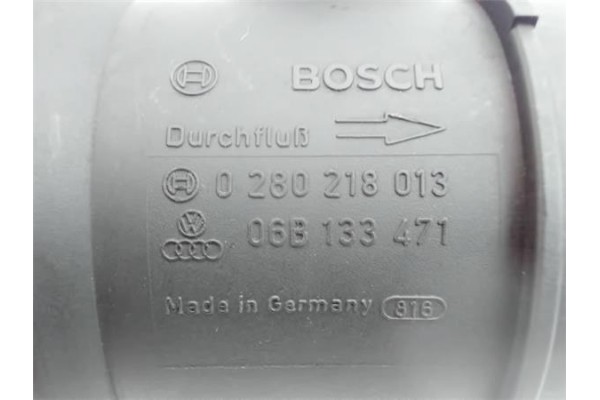 BOSCH
Durchfluß
0 280 218 013
06B 133 471
Made in Germany 816